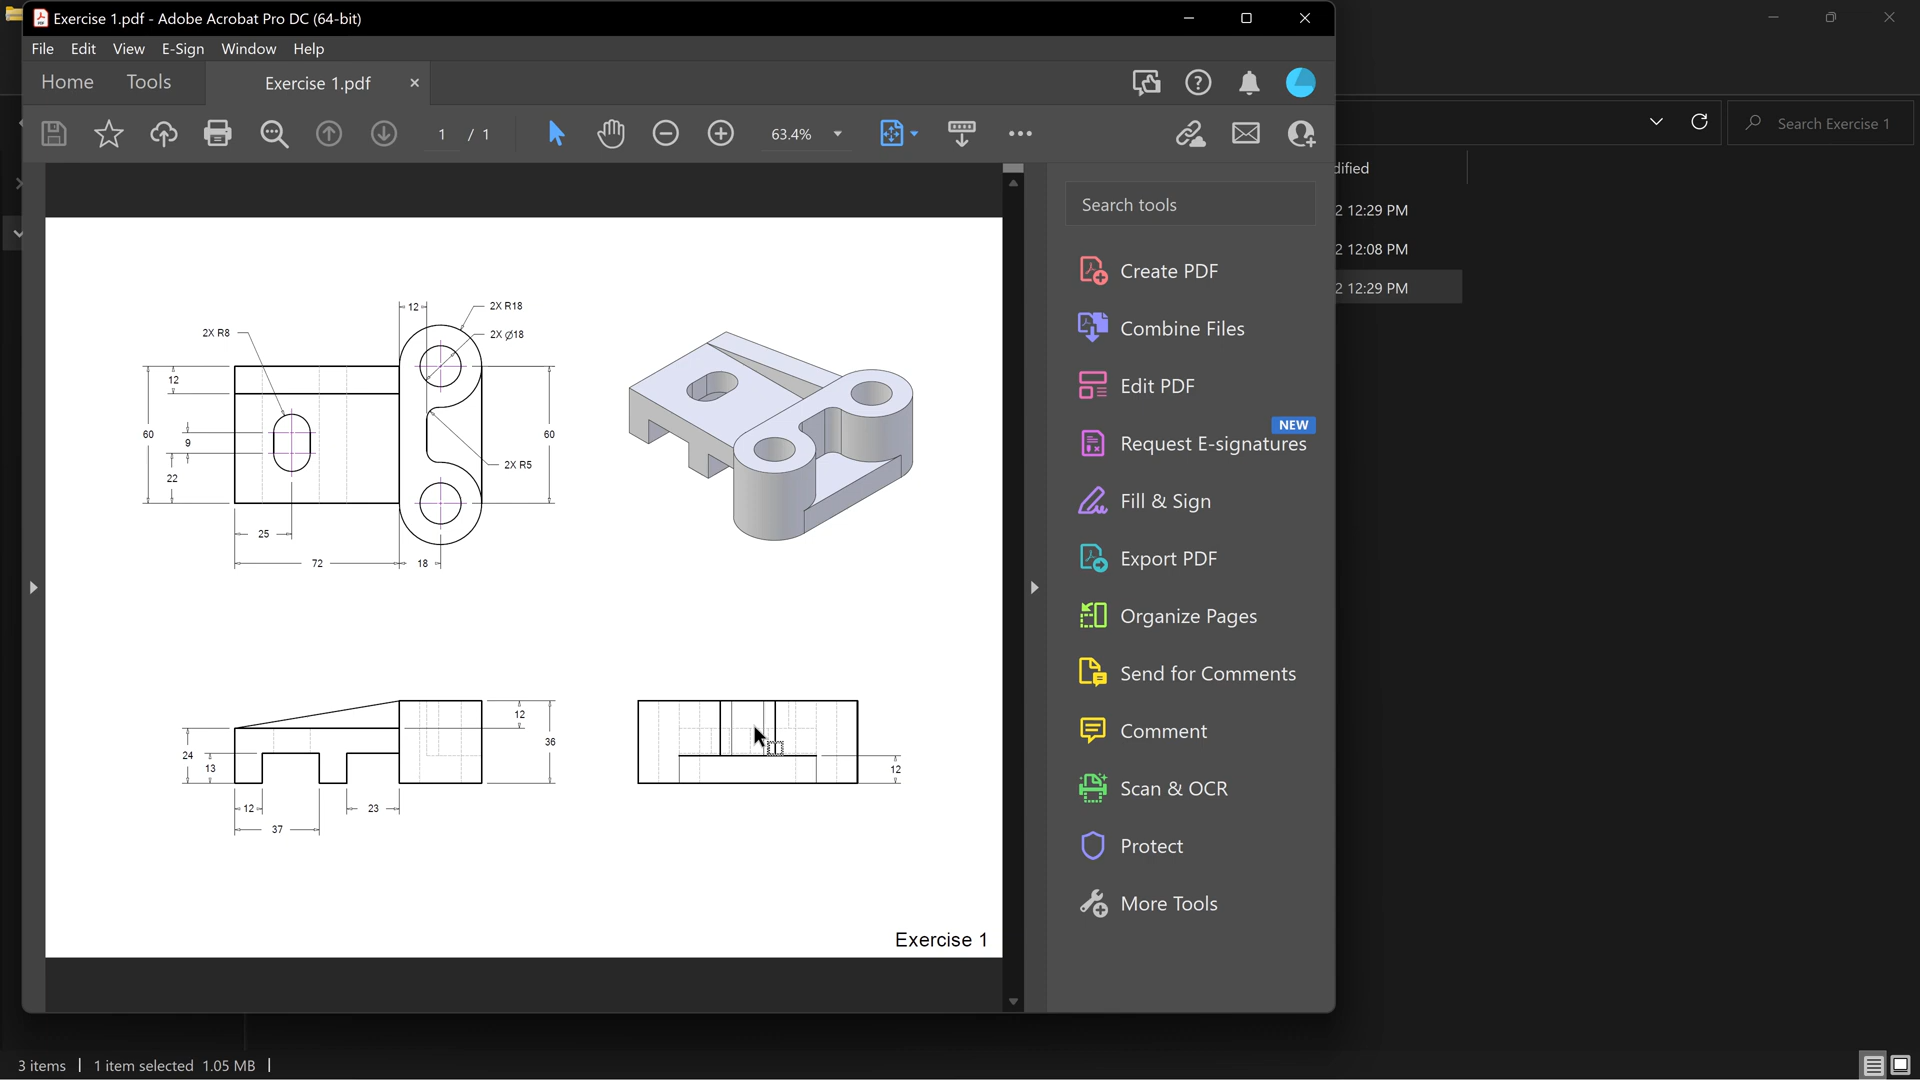 Exercise 1.pdf - Adobe Acrobat Pro DC (64-bit)
File Edit View E-Sign Window Help
Home Tools Exercise 1.pdf
1 / 1 63.4%
Search Exercise 1
dified
2 12:29 PM
2 12:08 PM
2 12:29 PM
Search tools
Create PDF
Combine Files
Edit PDF
NEW
Request E-signatures
Fill & Sign
Export PDF
Organize Pages
Send for Comments
Comment
Scan & OCR
Protect
More Tools
12
2X R18
2X R8
2X ∅18
12
60
9
60
22
2X R5
25
72
18
12
24
36
13
12
12
23
37
Exercise 1
3 items
1 item selected 1.05 MB